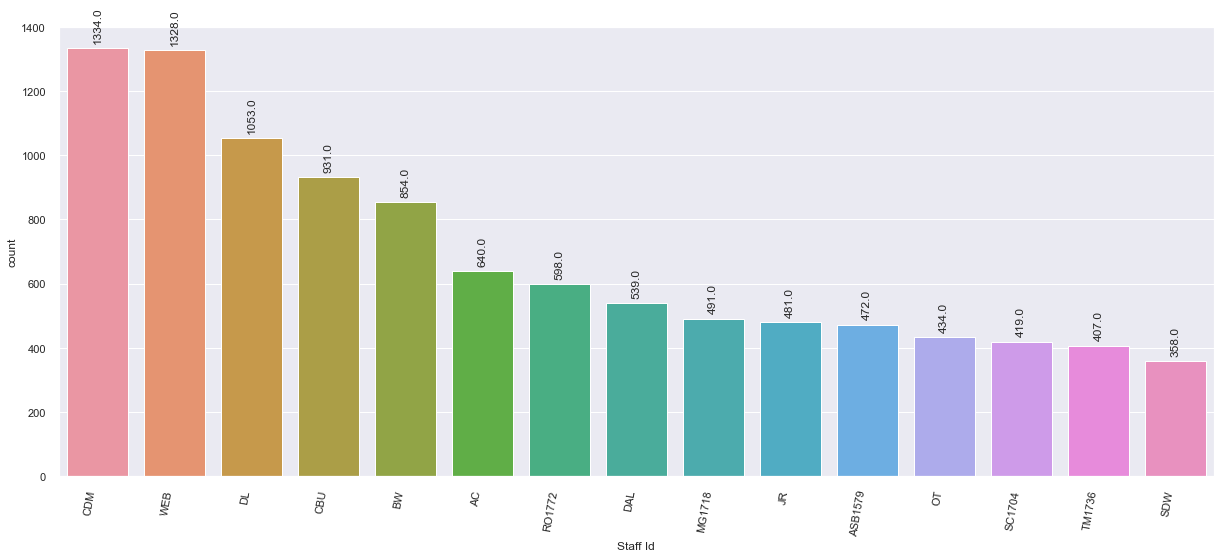 1400
1200
1000
800
600
400
200
0
count
1334.0
1328.0
1053.0
931.0
854.0
640.0
598.0
539.0
491.0
481.0
472.0
434.0
419.0
407.0
358.0
CDM
WEB
DL
CBU
BW
AC
RO1772
DAL
MG1718
JR
ASB1579
OT
SC1704
TM1736
SDW
Staff Id